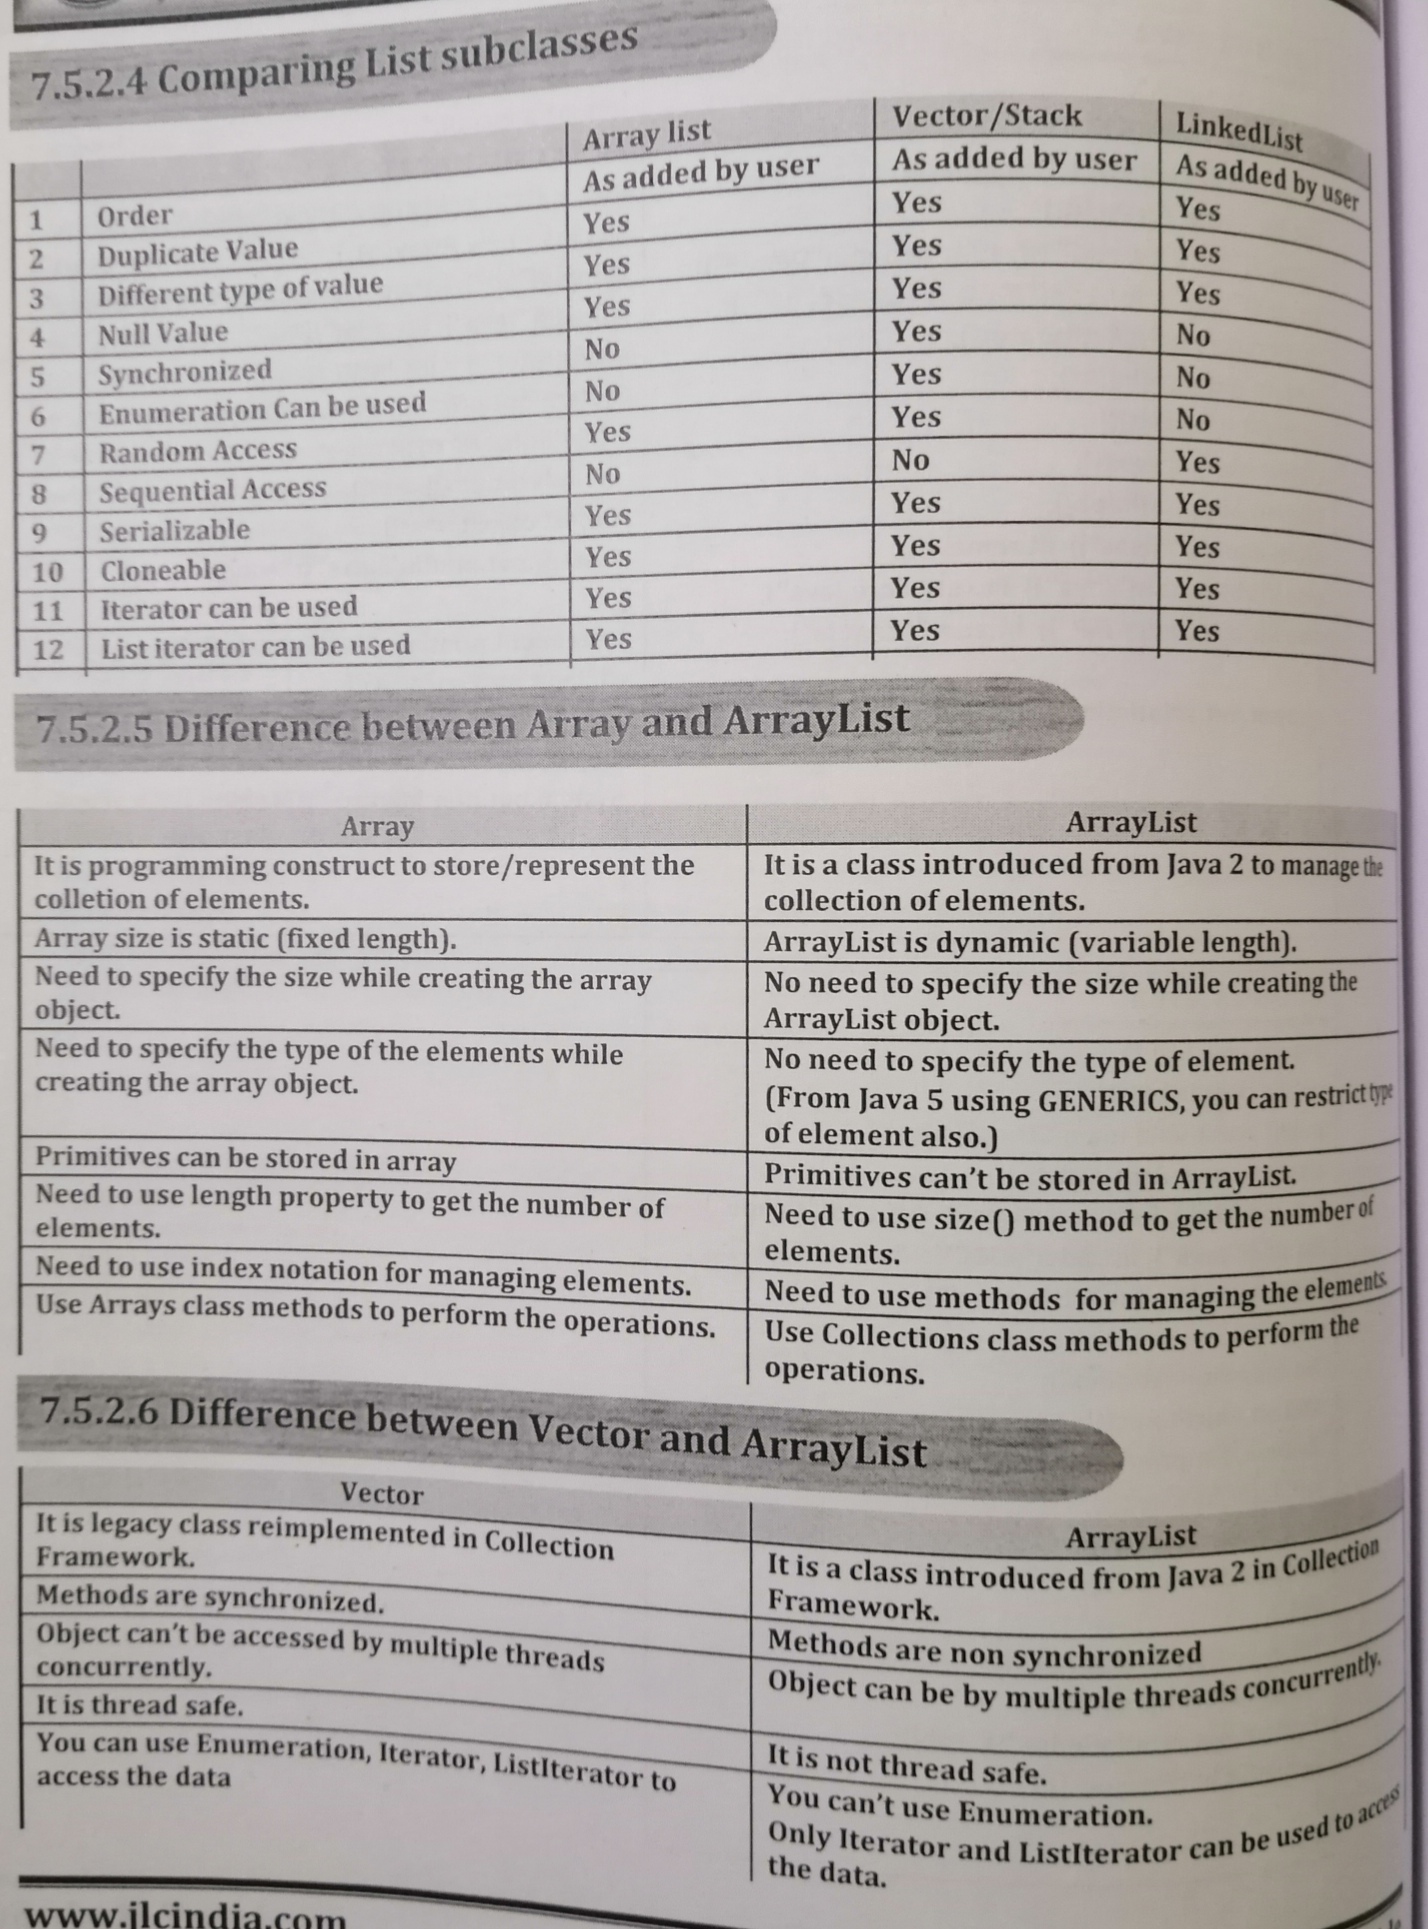 7.5.2.4 Comparing List subclasses
Array list Vector/Stack LinkedList
1 Order As added by user As added by user As added by user
2 Duplicate Value Yes Yes Yes
3 Different type of value Yes Yes Yes
4 Null Value Yes Yes Yes
5 Synchronized No Yes No
6 Enumeration Can be used No Yes No
7 Random Access Yes Yes No
8 Sequential Access No No Yes
9 Serializable Yes Yes Yes
10 Cloneable Yes Yes Yes
11 Iterator can be used Yes Yes Yes
12 List iterator can be used Yes Yes Yes
7.5.2.5 Difference between Array and ArrayList
Array ArrayList
It is programming construct to store/represent the
colletion of elements.
It is a class introduced from Java 2 to manage the
collection of elements.
Array size is static (fixed length).
ArrayList is dynamic (variable length).
Need to specify the size while creating the array
object.
No need to specify the size while creating the
ArrayList object.
Need to specify the type of the elements while
creating the array object.
No need to specify the type of element.
(From Java 5 using GENERICS, you can restrict type
of element also.)
Primitives can be stored in array
Primitives can't be stored in ArrayList.
Need to use length property to get the number of
elements.
Need to use size() method to get the number of
elements.
Need to use index notation for managing elements.
Need to use methods for managing the elements.
Use Arrays class methods to perform the operations.
Use Collections class methods to perform the
operations.
7.5.2.6 Difference between Vector and ArrayList
Vector ArrayList
It is legacy class reimplemented in Collection
Framework.
It is a class introduced from Java 2 in Collection
Framework.
Methods are synchronized.
Methods are non synchronized
Object can't be accessed by multiple threads
concurrently.
Object can be by multiple threads concurrently.
It is thread safe.
It is not thread safe.
You can use Enumeration, Iterator, ListIterator to
access the data
You can't use Enumeration.
Only Iterator and ListIterator can be used to access
the data.
www.jlcindia.com